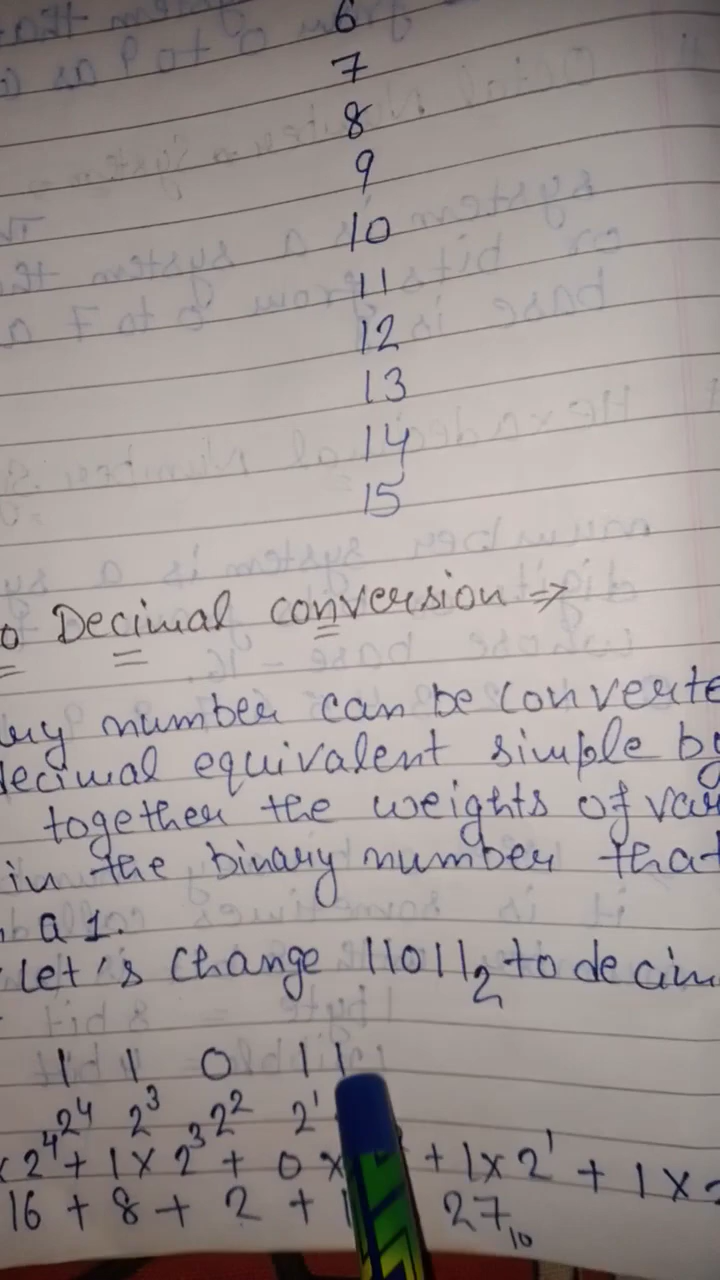 6
7
8
9
10
11
12
13
14
15
o Decimal conversion ⇒
ry number can be converte
decimal equivalent simple by
together the weights of var
in the binary number that
a 1.
Let's change 11011₂ to decim
1 1 0 1 1
2⁴ 2³ 2² 2¹
× 2⁴ + 1 × 2³ + 0 × + 1 × 2¹ + 1 ×
16 + 8 + 2 + 1 27₁₀